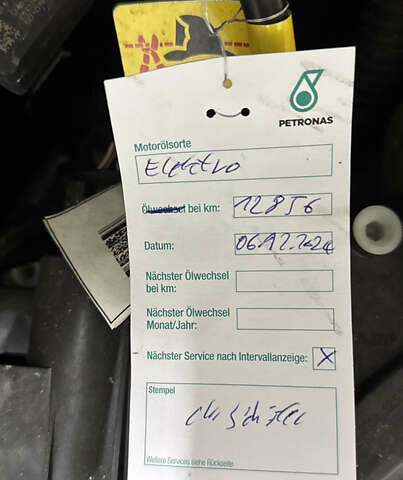 PETRONAS
Motorölsorte
Elektro
Ölwechsel bei km: 12856
Datum: 06.12.2024
Nächster Ölwechsel
bei km:
Nächster Ölwechsel
Monat/Jahr:
Nächster Service nach Intervallanzeige: X
Stempel
Weitere Services siehe Rückseite